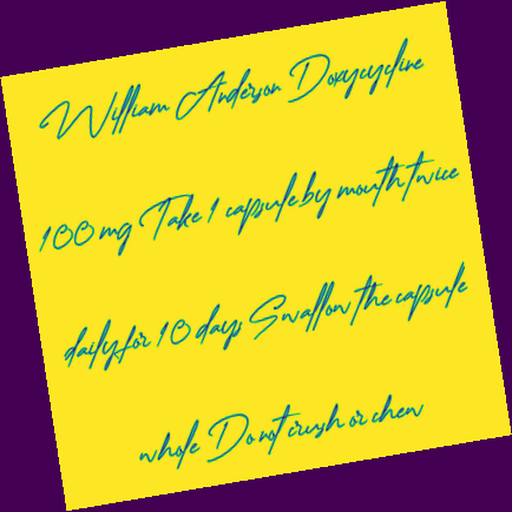 William Anderson Doxycycline
100 mg Take 1 capsule by mouth twice
daily for 10 days Swallow the capsule
whole Do not crush or chew